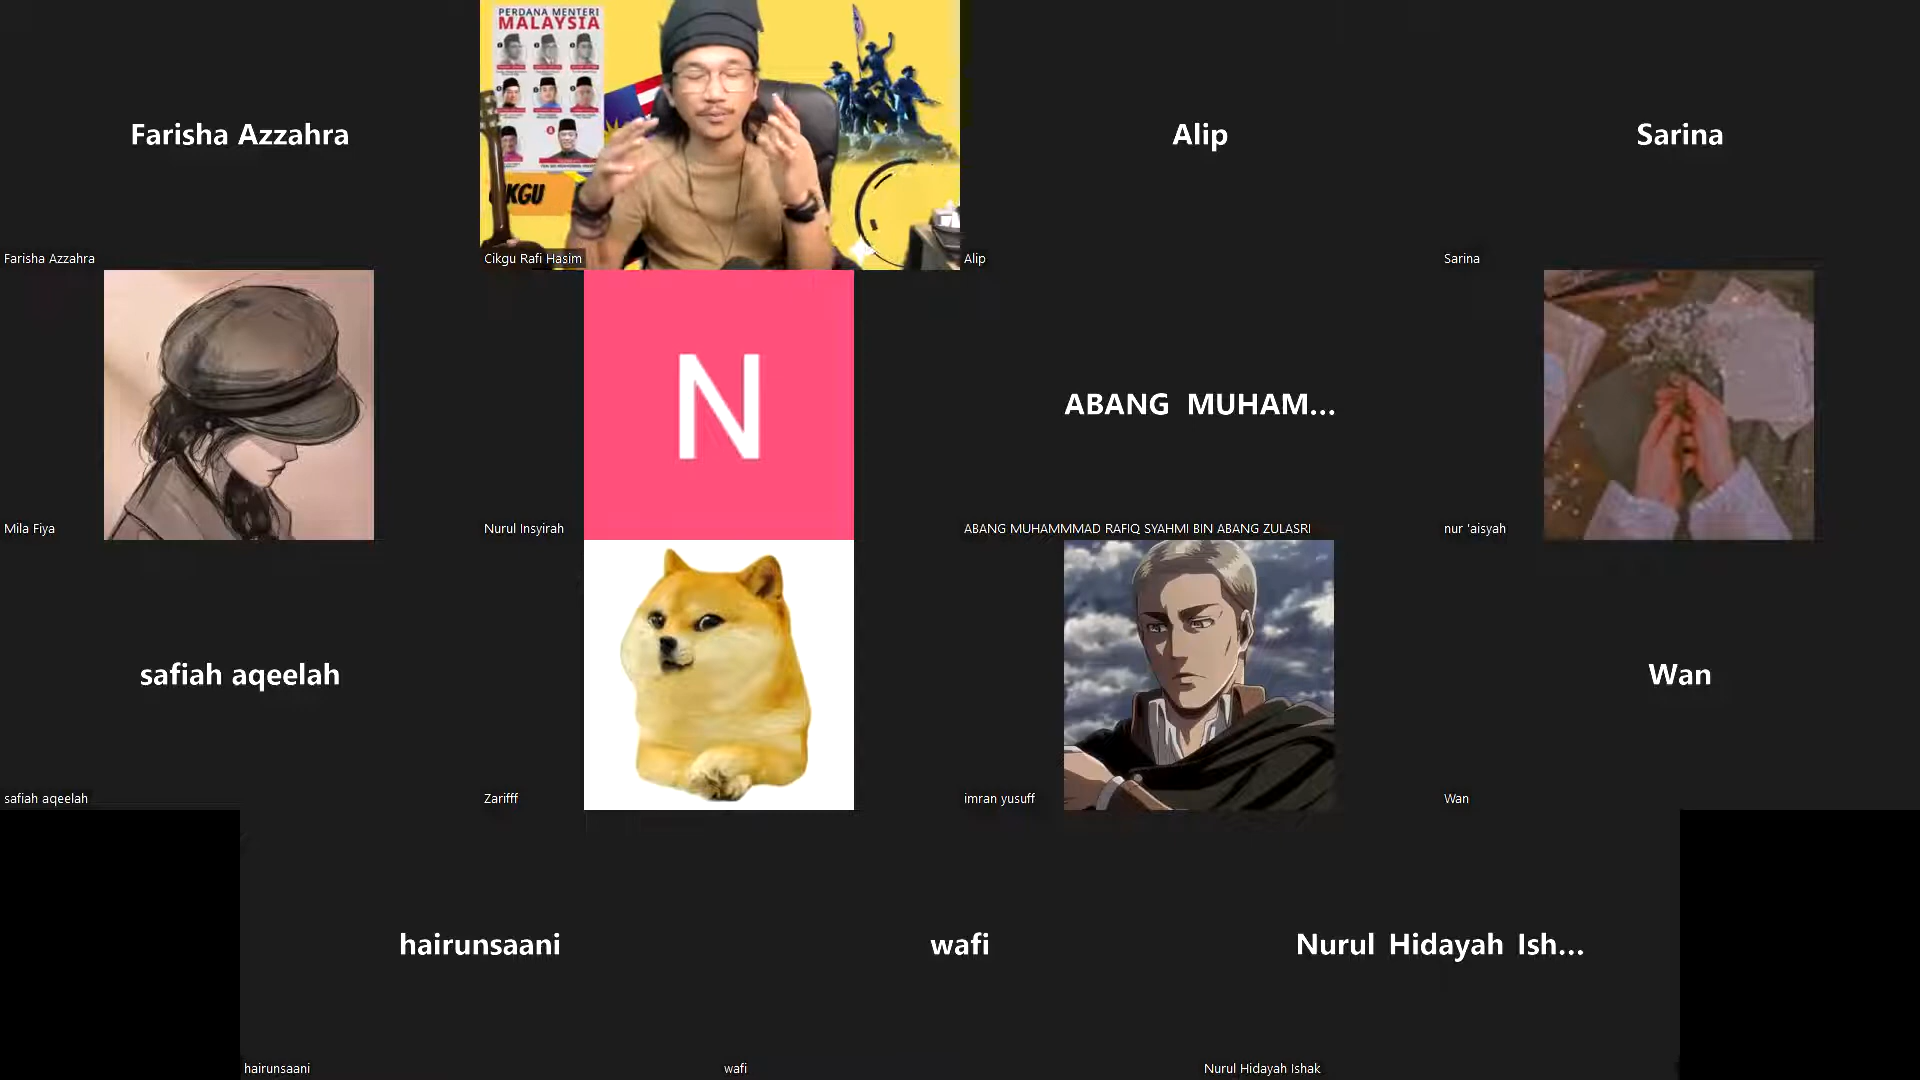 Farisha Azzahra
Farisha Azzahra
PERDANA MENTERI
MALAYSIA
KGU
Cikgu Rafi Hasim
Alip
Alip
Sarina
Sarina
Mila Fiya
N
Nurul Insyirah
ABANG MUHAM...
ABANG MUHAMMMAD RAFIQ SYAHMI BIN ABANG ZULASRI
nur 'aisyah
safiah aqeelah
safiah aqeelah
Zarifff
imran yusuff
Wan
Wan
hairunsaani
hairunsaani
wafi
wafi
Nurul Hidayah Ish...
Nurul Hidayah Ishak